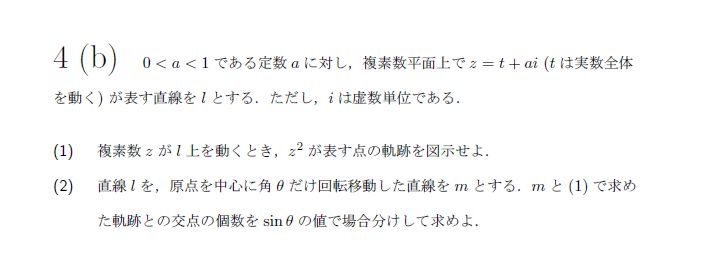 4 (b) 0 < a < 1 である定数 a に対し，複素数平面上で z = t + ai (t は実数全体
を動く) が表す直線を l とする．ただし，i は虚数単位である．
(1) 複素数 z が l 上を動くとき，z² が表す点の軌跡を図示せよ．
(2) 直線 l を，原点を中心に角 θ だけ回転移動した直線を m とする．m と (1) で求め
た軌跡との交点の個数を sin θ の値で場合分けして求めよ．